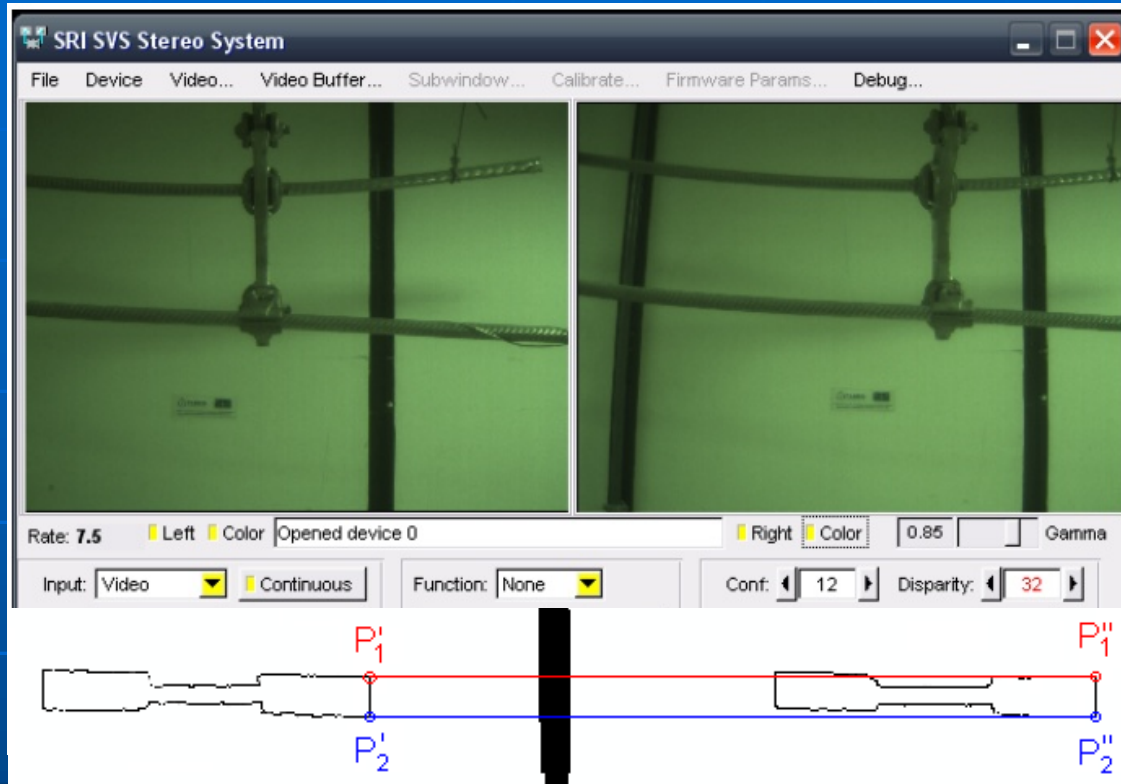 SRI SVS Stereo System
File Device Video... Video Buffer... Subwindow... Calibrate... Firmware Params... Debug...
Rate: 7.5 Left Color Opened device 0 Right Color 0.85 Gamma
Input: Video Continuous Function: None Conf: 12 Disparity: 32
P'1 P''1
P'2 P''2